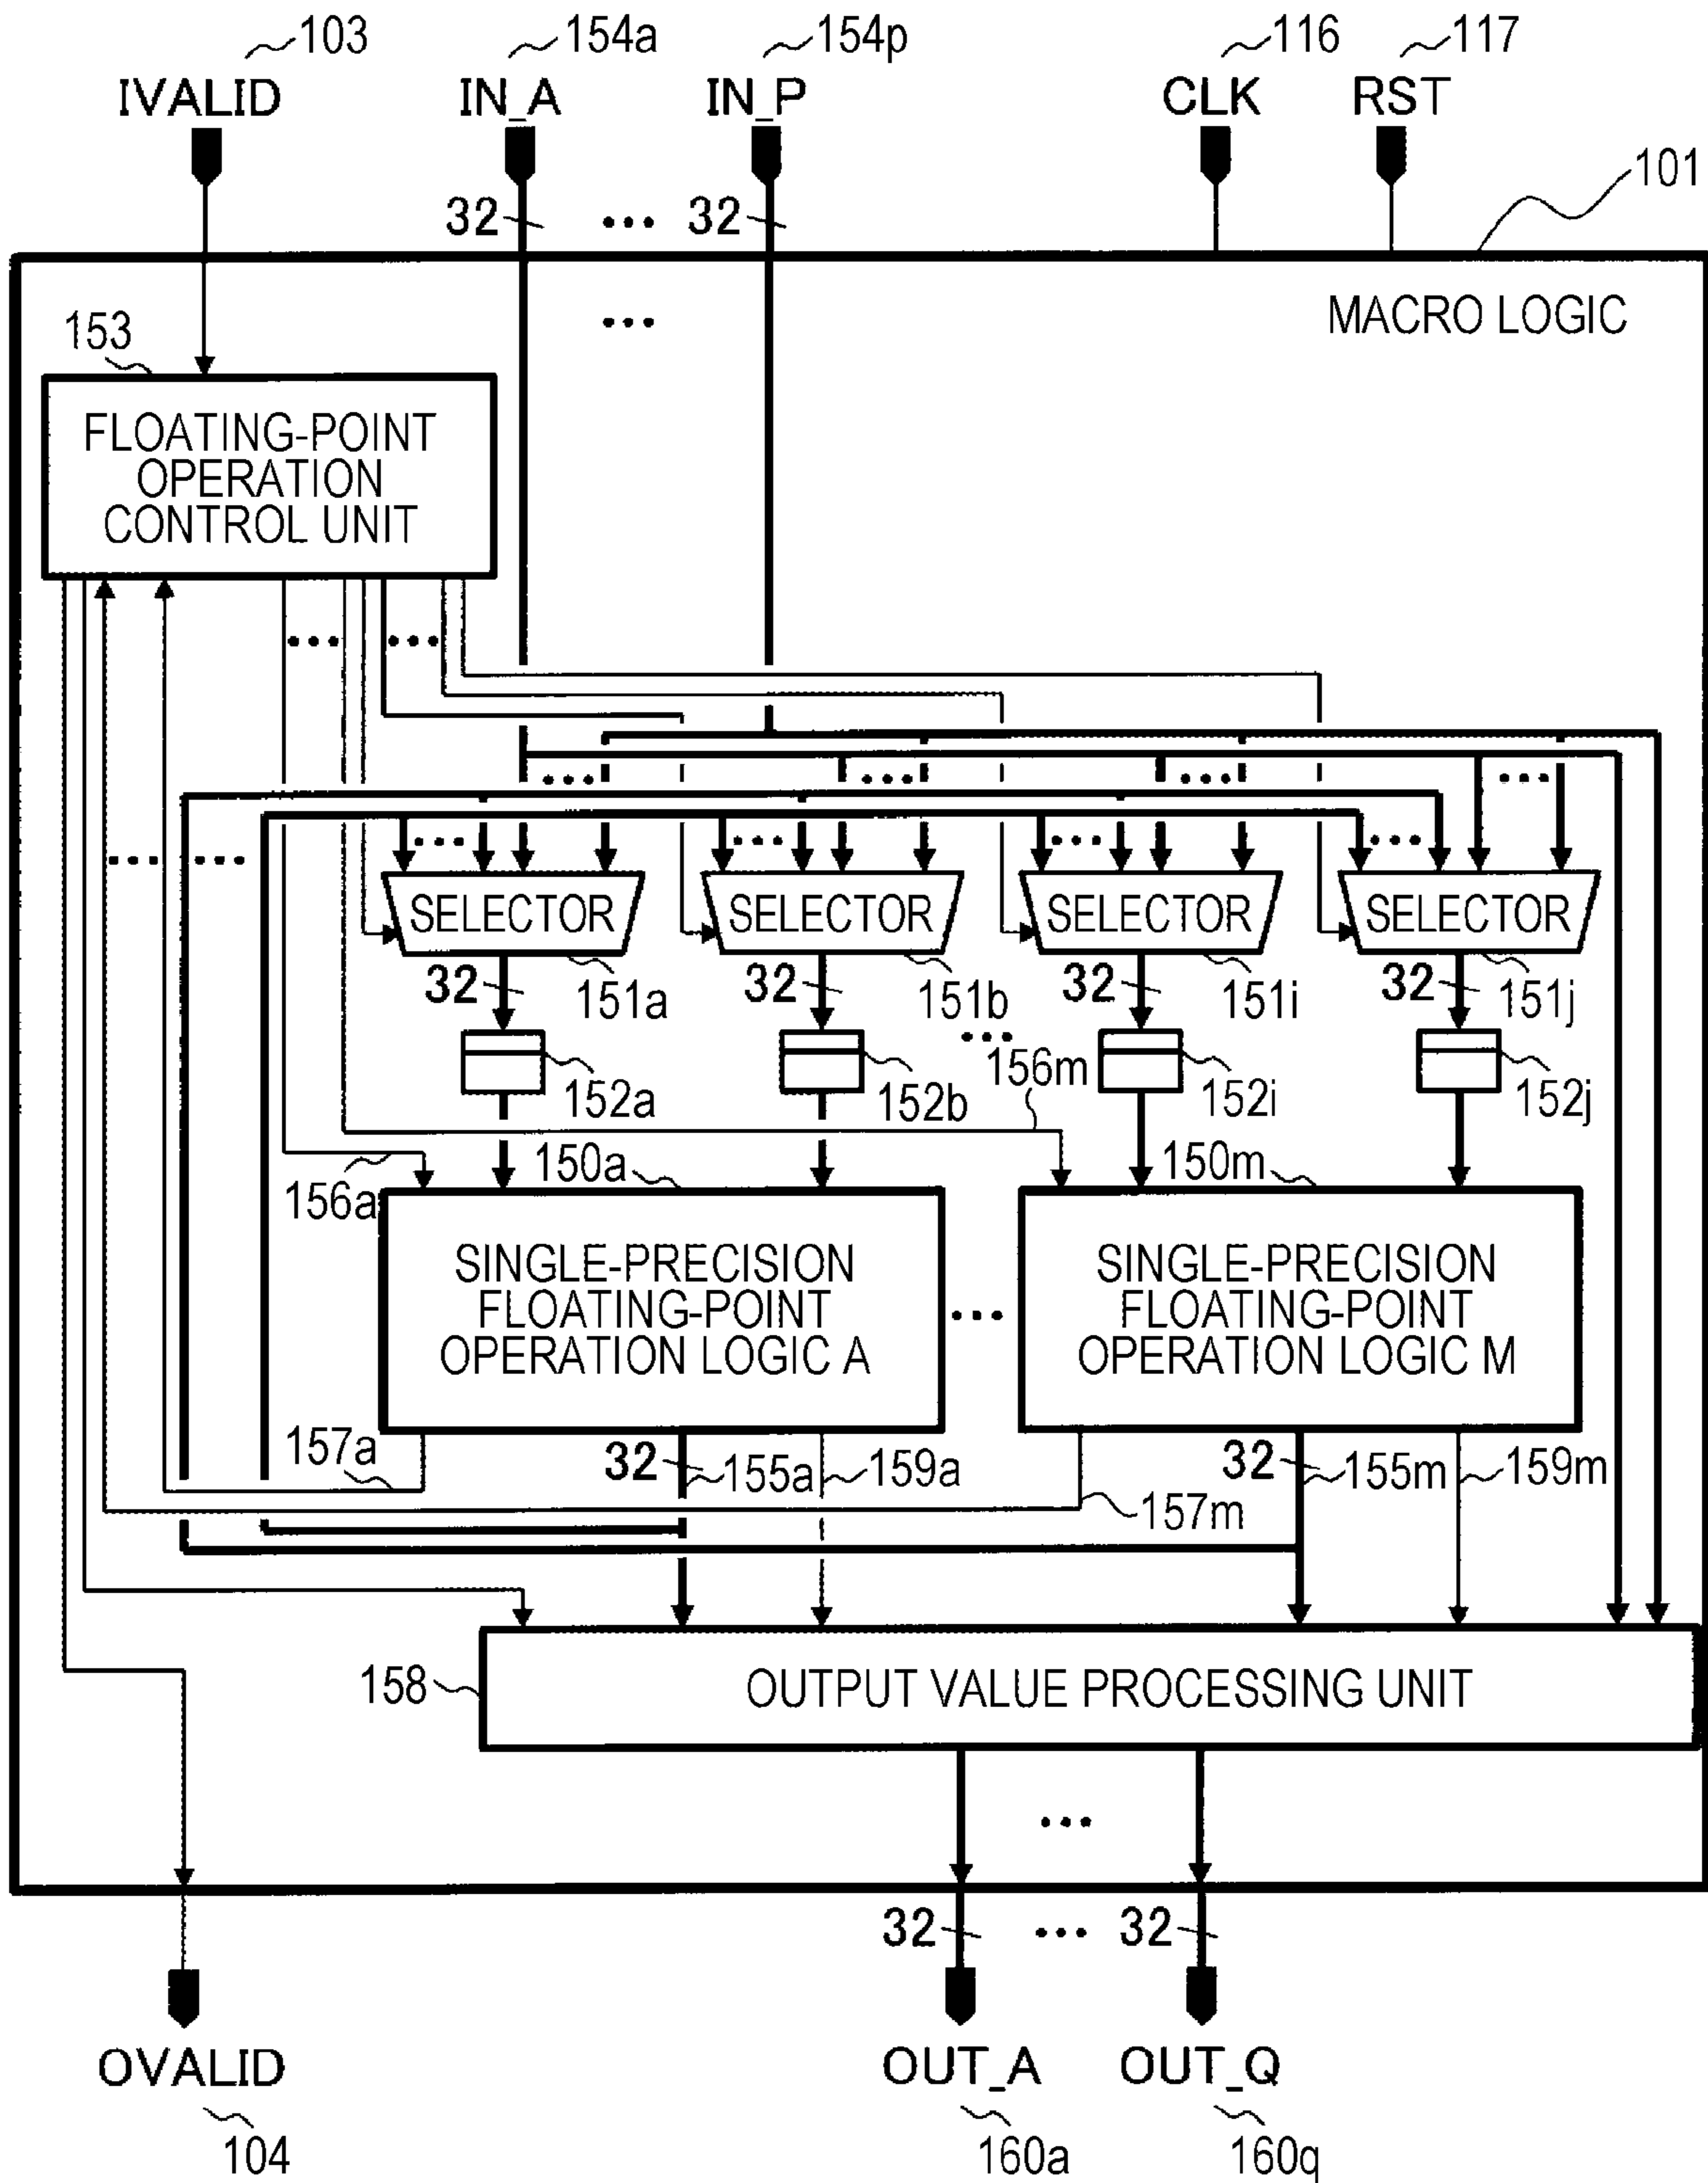 103
154a
154p
116
117
IVALID
IN_A
IN_P
CLK
RST
101
32
...
32
...
MACRO LOGIC
153
FLOATING-POINT
OPERATION
CONTROL UNIT
SELECTOR
SELECTOR
SELECTOR
SELECTOR
32
151a
32
151b
32
151i
32
151j
152a
152b
156m
152i
152j
156a
150a
150m
SINGLE-PRECISION
FLOATING-POINT
OPERATION LOGIC A
...
SINGLE-PRECISION
FLOATING-POINT
OPERATION LOGIC M
157a
32
155a
159a
157m
32
155m
159m
158
OUTPUT VALUE PROCESSING UNIT
...
32
...
32
OVALID
OUT_A
OUT_Q
104
160a
160q